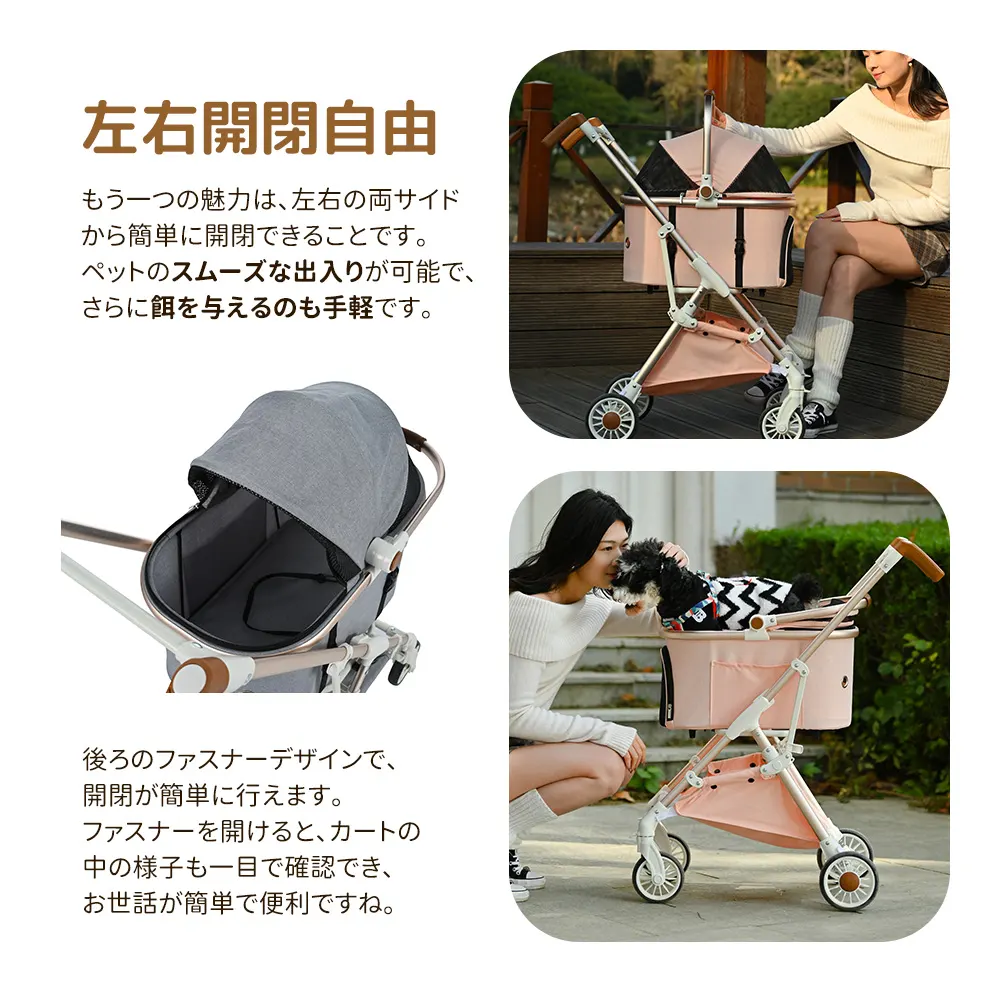 左右開閉自由
もう一つの魅力は、左右の両サイド
から簡単に開閉できることです。
ペットのスムーズな出入りが可能で、
さらに餌を与えるのも手軽です。
後ろのファスナーデザインで、
開閉が簡単に行えます。
ファスナーを開けると、カートの
中の様子も一目で確認でき、
お世話が簡単で便利ですね。